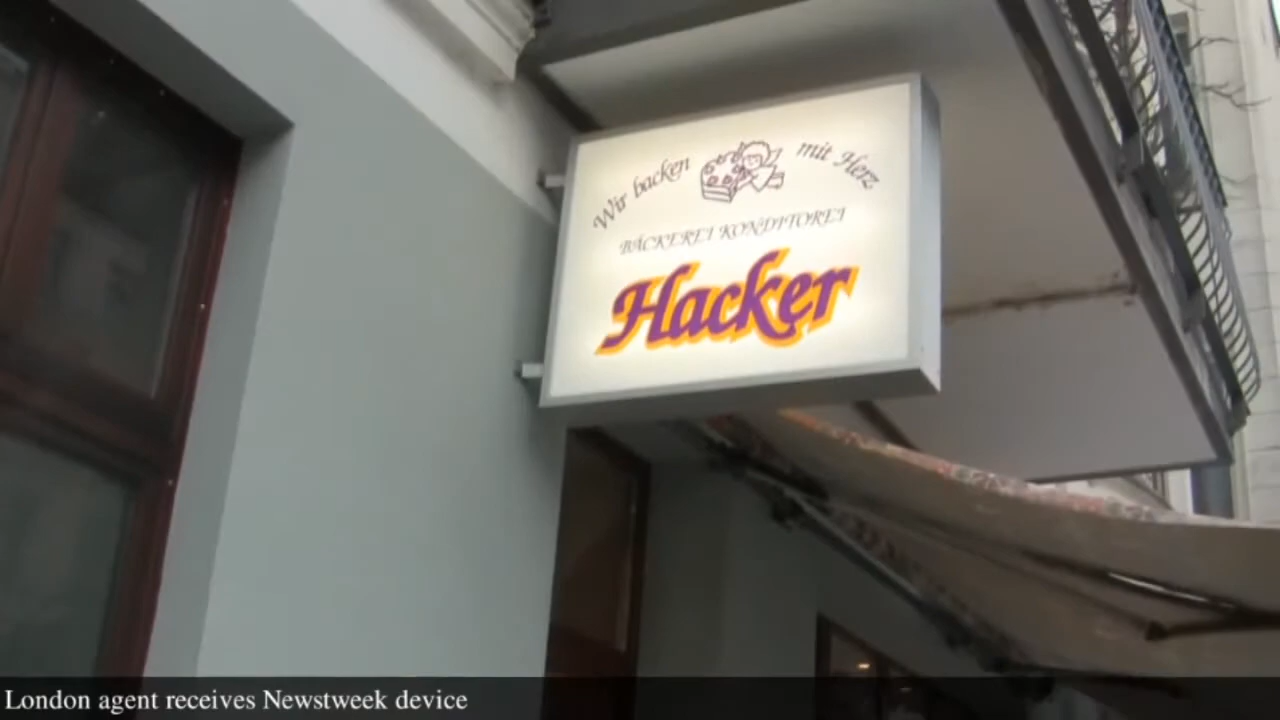 Wir backen mit Herz
BÄCKEREI KONDITOREI
Hacker
London agent receives Newstweek device